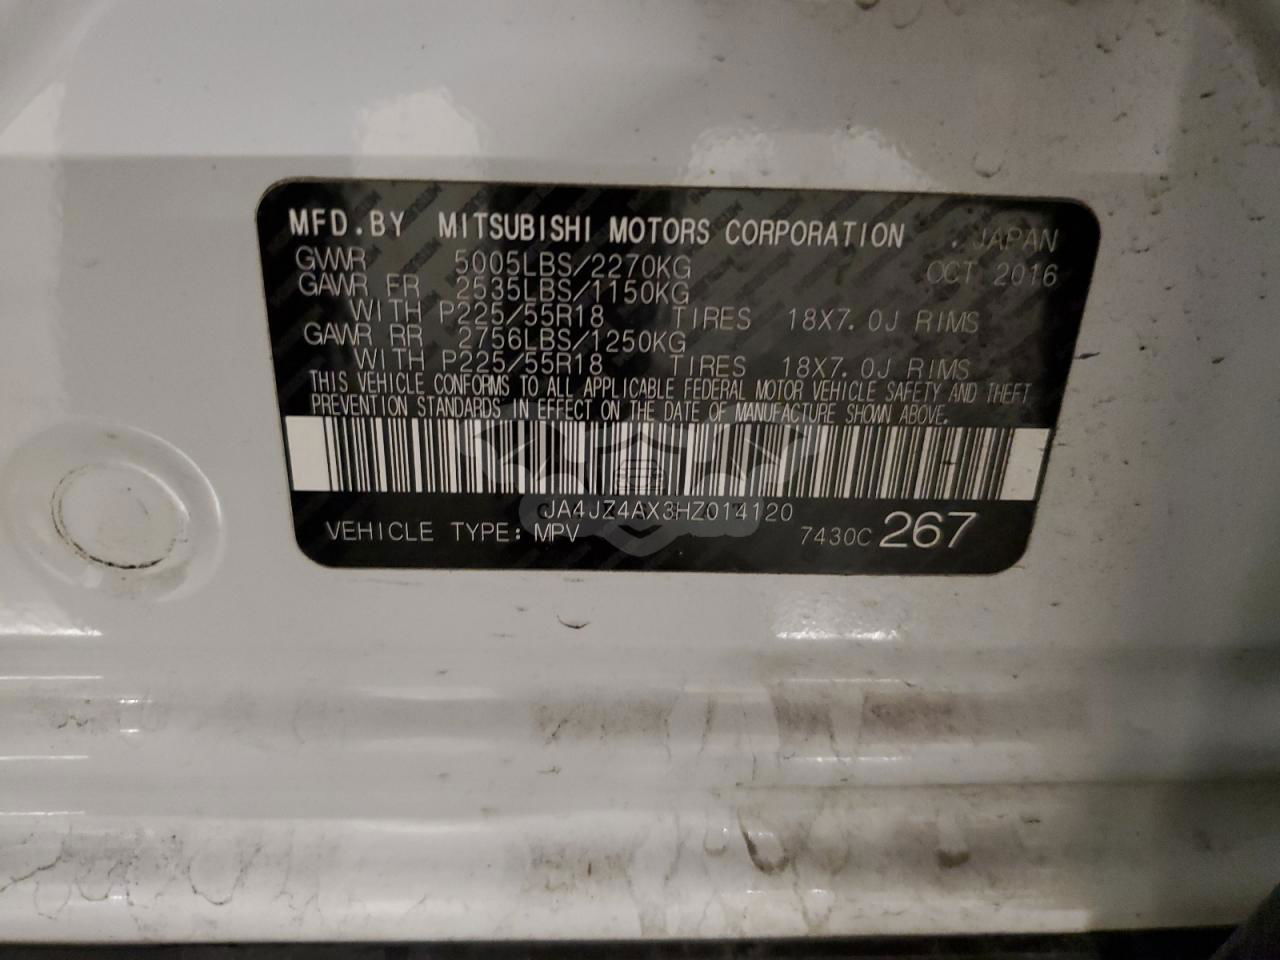 MFD.BY MITSUBISHI MOTORS CORPORATION . JAPAN
GVWR 5005LBS/2270KG OCT 2016
GAWR FR 2535LBS/1150KG
WITH P225/55R18 TIRES 18X7.0J RIMS
GAWR RR 2756LBS/1250KG
WITH P225/55R18 TIRES 18X7.0J RIMS
THIS VEHICLE CONFORMS TO ALL APPLICABLE FEDERAL MOTOR VEHICLE SAFETY AND THEFT
PREVENTION STANDARDS IN EFFECT ON THE DATE OF MANUFACTURE SHOWN ABOVE.
JA4JZ4AX3HZ014120
VEHICLE TYPE: MPV 7430C 267